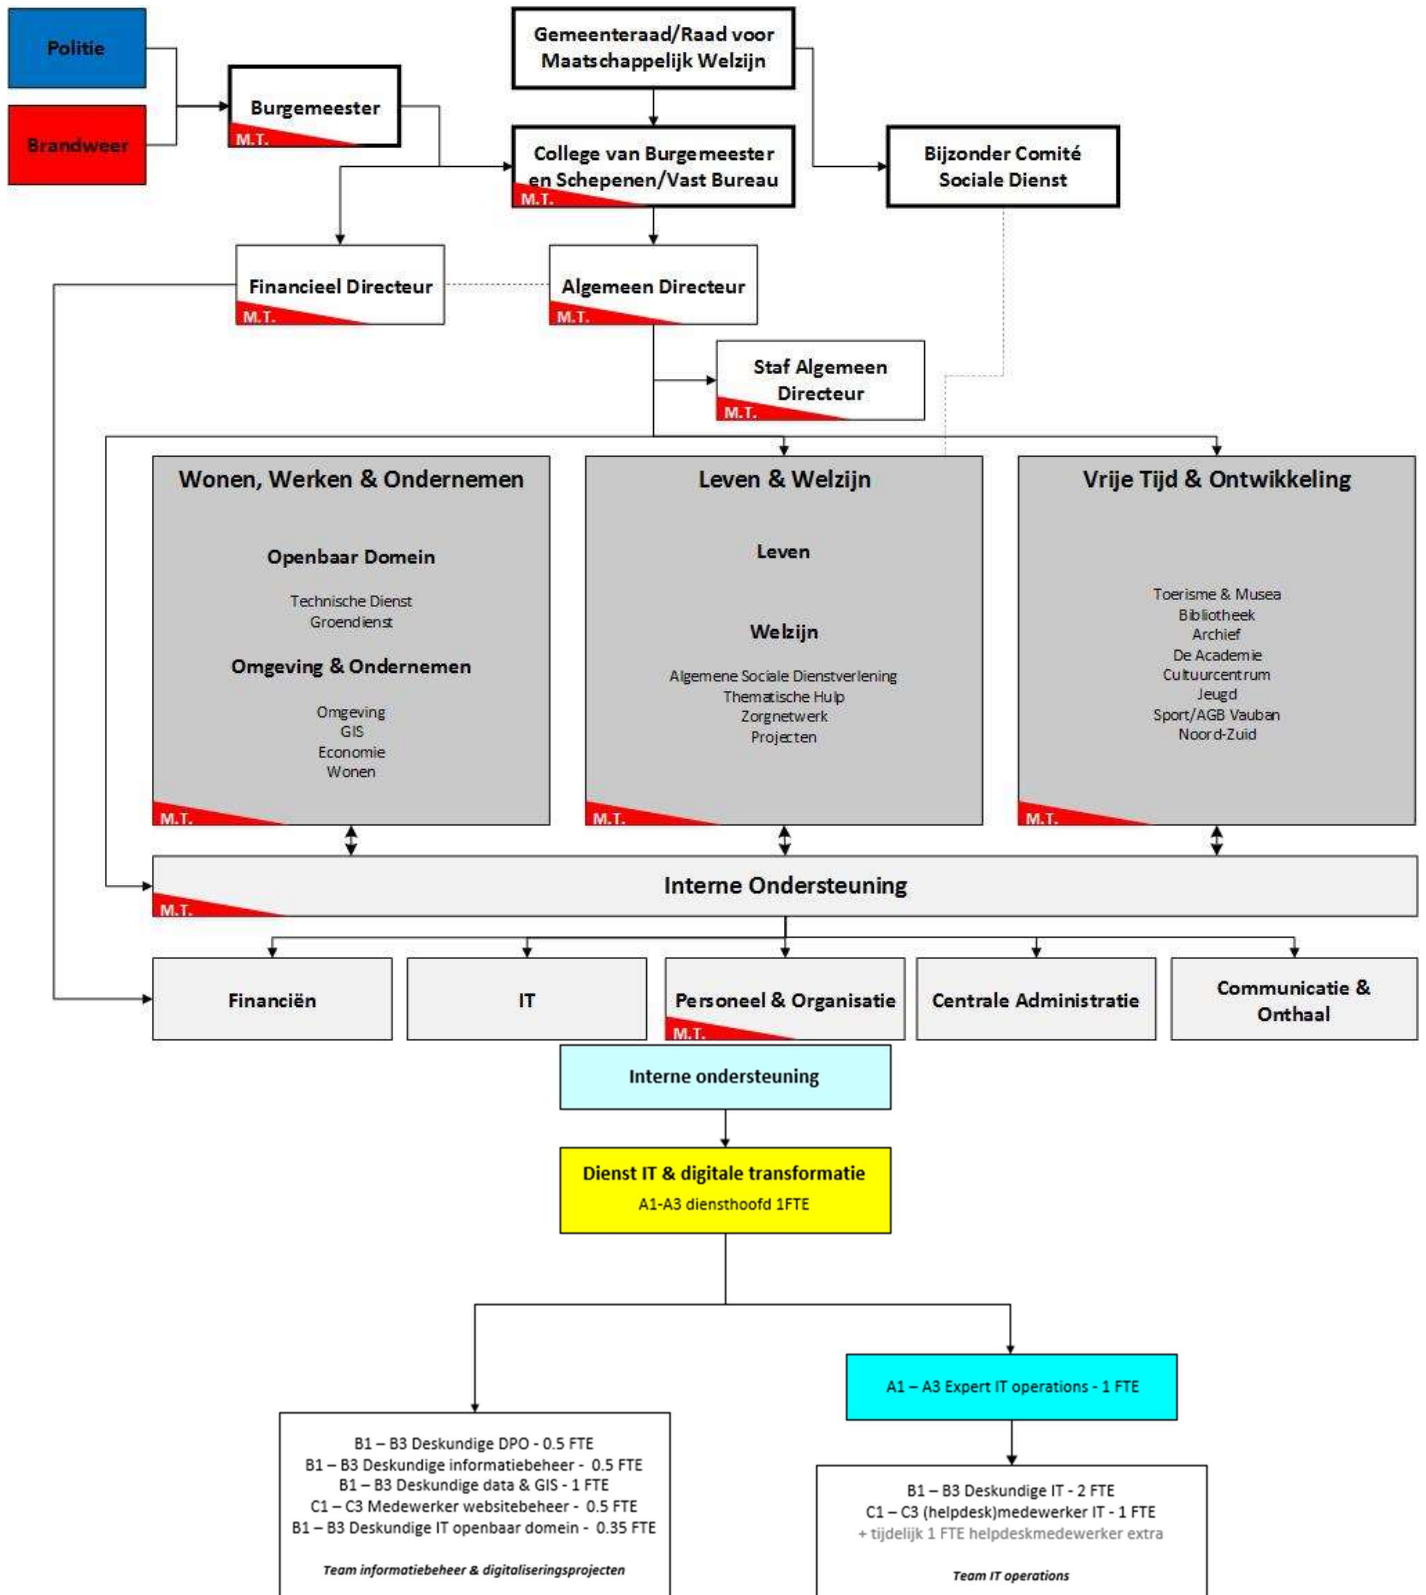 Politie
Gemeenteraad/Raad voor
Maatschappelijk Welzijn
Burgemeester
M.T.
Brandweer
College van Burgemeester
en Schepenen/Vast Bureau
M.T.
Bijzonder Comité
Sociale Dienst
Financieel Directeur
M.T.
Algemeen Directeur
M.T.
Staf Algemeen
Directeur
M.T.
Wonen, Werken & Ondernemen
Openbaar Domein
Technische Dienst
Groendienst
Omgeving & Ondernemen
Omgeving
GIS
Economie
Wonen
M.T.
Leven & Welzijn
Leven
Welzijn
Algemene Sociale Dienstverlening
Thematische Hulp
Zorgnetwerk
Projecten
M.T.
Vrije Tijd & Ontwikkeling
Toerisme & Musea
Bibliotheek
Archief
De Academie
Cultuurcentrum
Jeugd
Sport/AGB Vauban
Noord-Zuid
M.T.
Interne Ondersteuning
M.T.
Financiën
IT
Personeel & Organisatie
M.T.
Centrale Administratie
Communicatie &
Onthaal
Interne ondersteuning
Dienst IT & digitale transformatie
A1-A3 diensthoofd 1FTE
A1 – A3 Expert IT operations - 1 FTE
B1 – B3 Deskundige DPO - 0.5 FTE
B1 – B3 Deskundige informatiebeheer - 0.5 FTE
B1 – B3 Deskundige data & GIS - 1 FTE
C1 – C3 Medewerker websitebeheer - 0.5 FTE
B1 – B3 Deskundige IT openbaar domein - 0.35 FTE
Team informatiebeheer & digitaliseringsprojecten
B1 – B3 Deskundige IT - 2 FTE
C1 – C3 (helpdesk)medewerker IT - 1 FTE
+ tijdelijk 1 FTE helpdeskmedewerker extra
Team IT operations